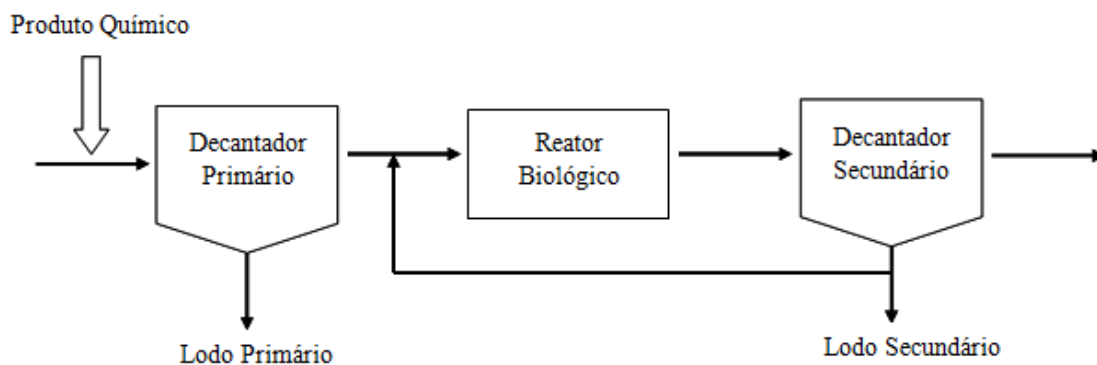 Produto Químico
Decantador
Primário
Reator
Biológico
Decantador
Secundário
Lodo Primário
Lodo Secundário